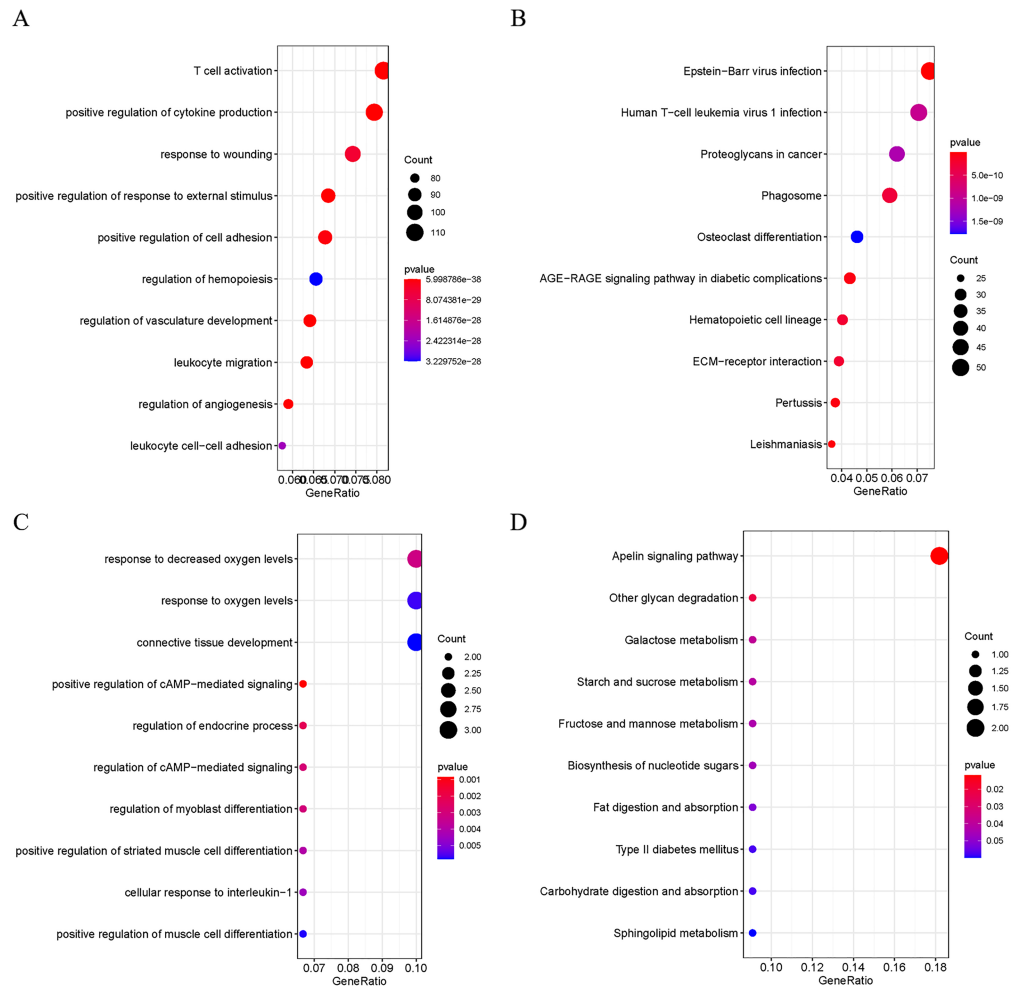 A
T cell activation
positive regulation of cytokine production
response to wounding
positive regulation of response to external stimulus
positive regulation of cell adhesion
regulation of hemopoiesis
regulation of vasculature development
leukocyte migration
regulation of angiogenesis
leukocyte cell−cell adhesion
0.060 0.065 0.070 0.075 0.080
GeneRatio
Count
80
90
100
110
pvalue
5.998786e−38
8.074381e−29
1.614876e−28
2.422314e−28
3.229752e−28
B
Epstein−Barr virus infection
Human T−cell leukemia virus 1 infection
Proteoglycans in cancer
Phagosome
Osteoclast differentiation
AGE−RAGE signaling pathway in diabetic complications
Hematopoietic cell lineage
ECM−receptor interaction
Pertussis
Leishmaniasis
0.04 0.05 0.06 0.07
GeneRatio
pvalue
5.0e−10
1.0e−09
1.5e−09
Count
25
30
35
40
45
50
C
response to decreased oxygen levels
response to oxygen levels
connective tissue development
positive regulation of cAMP−mediated signaling
regulation of endocrine process
regulation of cAMP−mediated signaling
regulation of myoblast differentiation
positive regulation of striated muscle cell differentiation
cellular response to interleukin−1
positive regulation of muscle cell differentiation
0.07 0.08 0.09 0.10
GeneRatio
Count
2.00
2.25
2.50
2.75
3.00
pvalue
0.001
0.002
0.003
0.004
0.005
D
Apelin signaling pathway
Other glycan degradation
Galactose metabolism
Starch and sucrose metabolism
Fructose and mannose metabolism
Biosynthesis of nucleotide sugars
Fat digestion and absorption
Type II diabetes mellitus
Carbohydrate digestion and absorption
Sphingolipid metabolism
0.10 0.12 0.14 0.16 0.18
GeneRatio
Count
1.00
1.25
1.50
1.75
2.00
pvalue
0.02
0.03
0.04
0.05